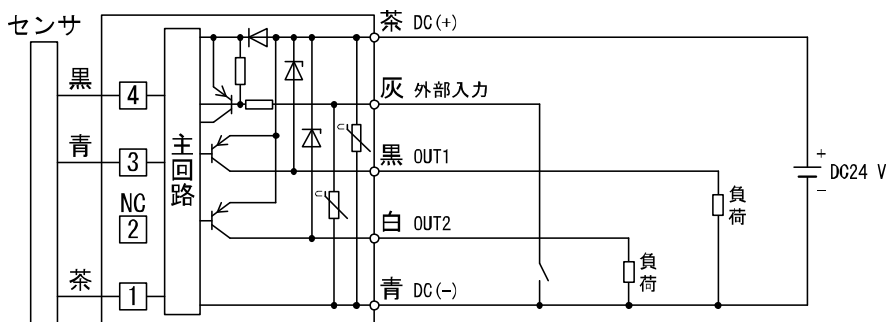 センサ
茶 DC(+)
黒 4
灰 外部入力
主回路
青 3
黒 OUT1
+
DC24 V
−
NC
2
負荷
白 OUT2
負荷
茶 1
青 DC(-)
U
U